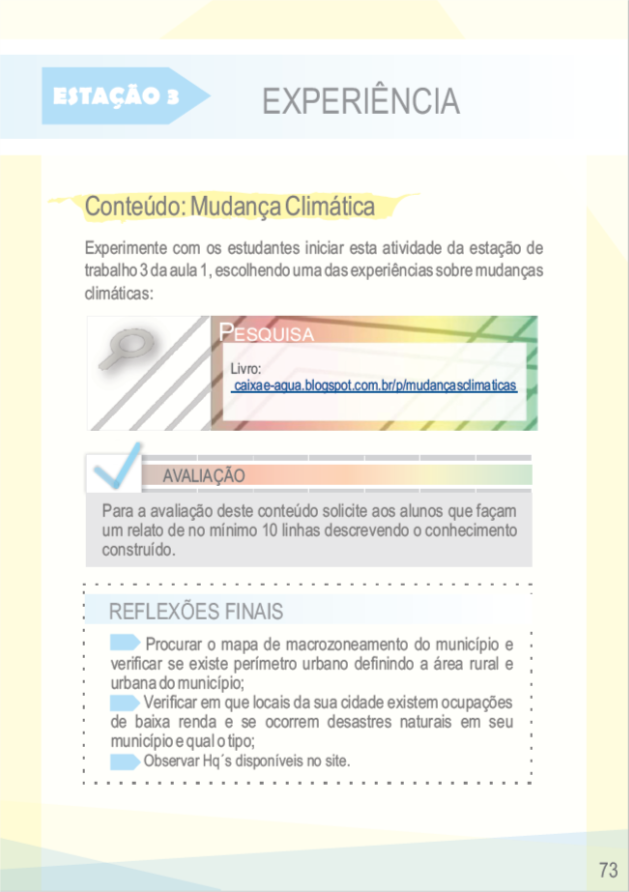 ESTAÇÃO 3
EXPERIÊNCIA
Conteúdo: Mudança Climática
Experimente com os estudantes iniciar esta atividade da estação de
trabalho 3 da aula 1, escolhendo uma das experiências sobre mudanças
climáticas:
PESQUISA
Livro:
caixae-agua.blogspot.com.br/p/mudançasclimaticas
AVALIAÇÃO
Para a avaliação deste conteúdo solicite aos alunos que façam
um relato de no mínimo 10 linhas descrevendo o conhecimento
construído.
REFLEXÕES FINAIS
Procurar o mapa de macrozoneamento do município e
verificar se existe perímetro urbano definindo a área rural e
urbana do município;
Verificar em que locais da sua cidade existem ocupações
de baixa renda e se ocorrem desastres naturais em seu
município e qual o tipo;
Observar Hq´s disponíveis no site.
73